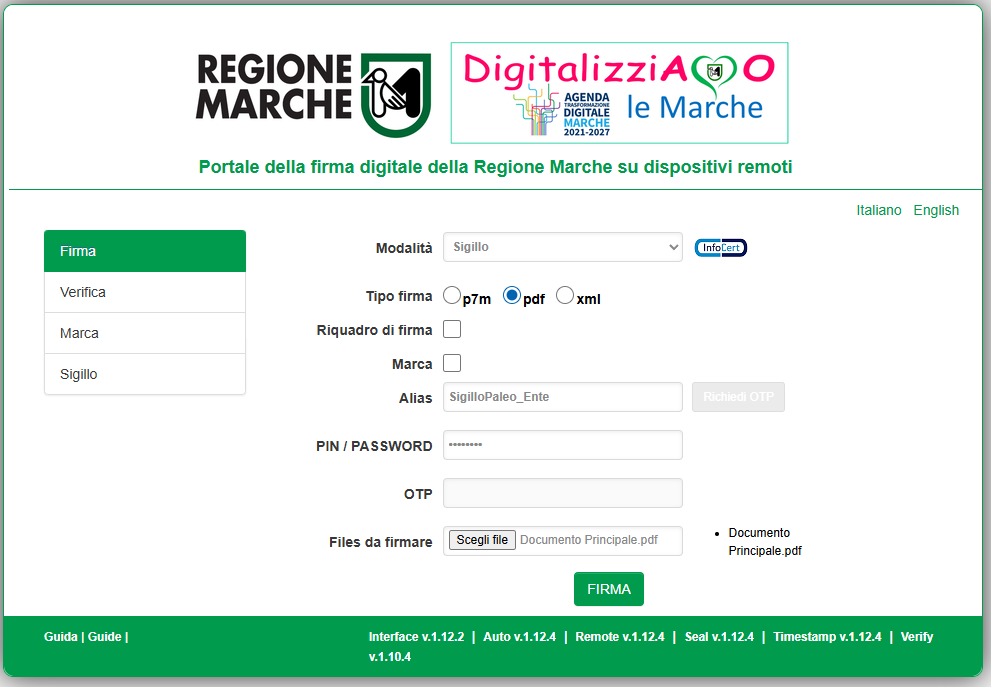 REGIONE
MARCHE
DigitalizziAMO
AGENDA
TRASFORMAZIONE
DIGITALE
MARCHE
2021-2027
le Marche
Portale della firma digitale della Regione Marche su dispositivi remoti
Italiano English
Firma
Verifica
Marca
Sigillo
Modalità Sigillo InfoCert
Tipo firma p7m pdf xml
Riquadro di firma
Marca
Alias SigilloPaleo_Ente Richiedi OTP
PIN / PASSWORD ••••••••
OTP
Files da firmare Scegli file Documento Principale.pdf
• Documento
Principale.pdf
FIRMA
Guida | Guide |
Interface v.1.12.2 | Auto v.1.12.4 | Remote v.1.12.4 | Seal v.1.12.4 | Timestamp v.1.12.4 | Verify
v.1.10.4